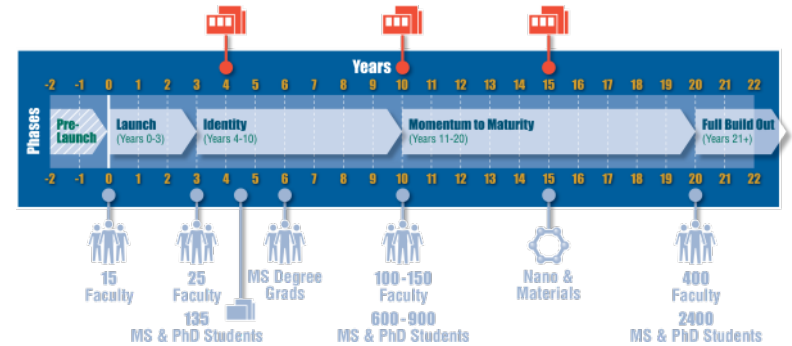 Years
-2 -1 0 1 2 3 4 5 6 7 8 9 10 11 12 13 14 15 16 17 18 19 20 21 22
Phases
Pre-
Launch
Launch
(Years 0-3)
Identity
(Years 4-10)
Momentum to Maturity
(Years 11-20)
Full Build Out
(Years 21+)
-2 -1 0 1 2 3 4 5 6 7 8 9 10 11 12 13 14 15 16 17 18 19 20 21 22
15
Faculty
25
Faculty
135
MS & PhD Students
MS Degree
Grads
100-150
Faculty
600-900
MS & PhD Students
Nano &
Materials
400
Faculty
2400
MS & PhD Students